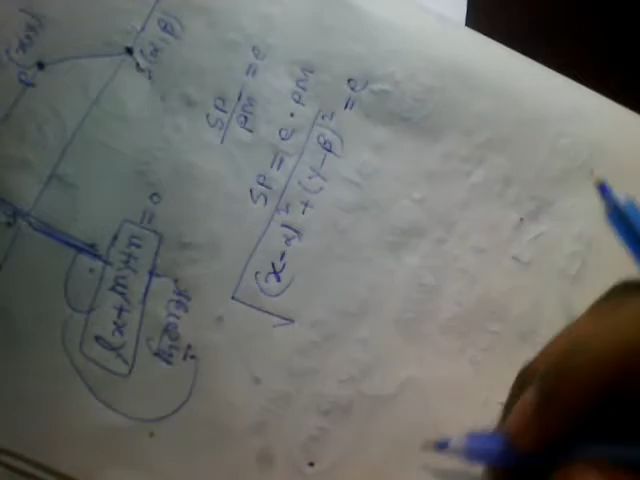 P(x,y)
S(α, β)
lx+my+n
=0
SP/PM = e
SP = e · PM
√(x-α)² + (y-β)² = e